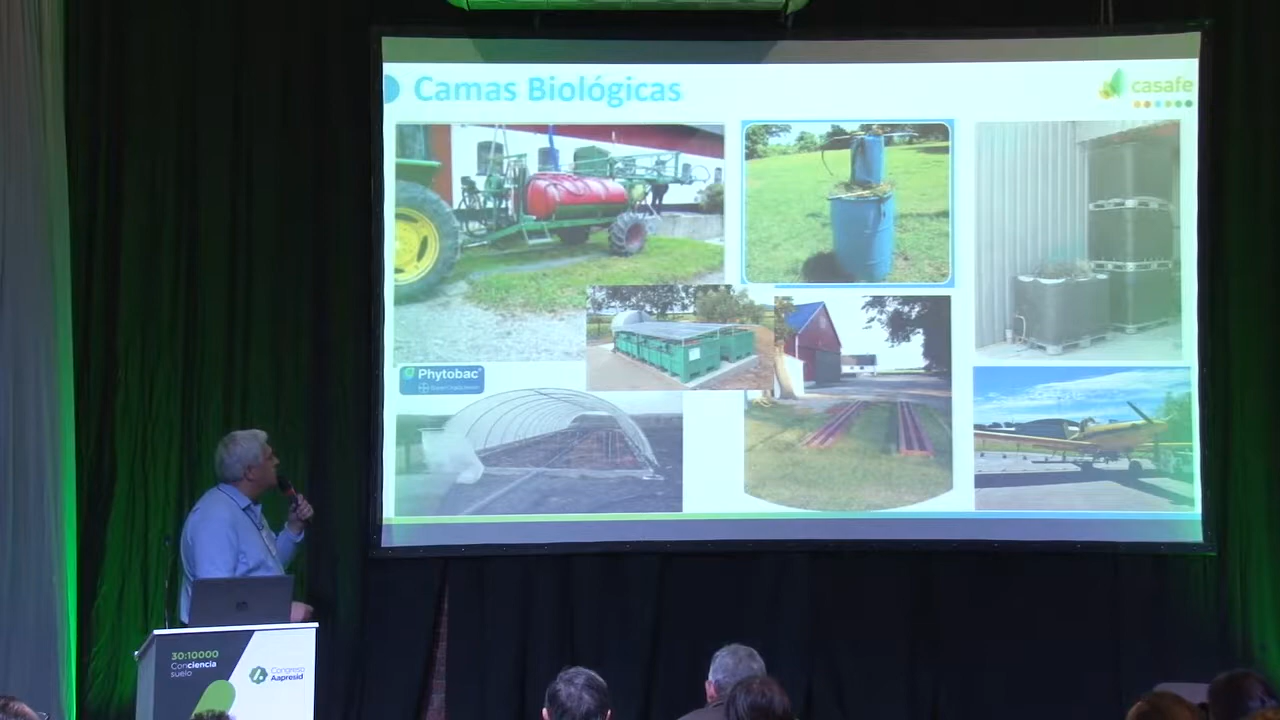 Camas Biológicas
casafe
Phytobac
30:10000
Conciencia
suelo
Congreso
Aapresid